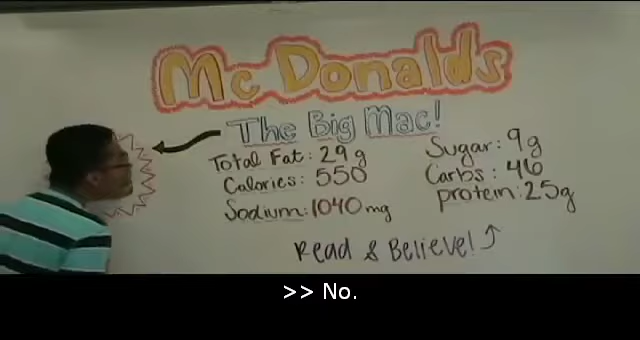 McDonalds
The Big Mac!
Total Fat: 29g
Calories: 550
Sodium: 1040mg
Sugar: 9g
Carbs: 46
protein: 25g
Read & Believe!
>> No.